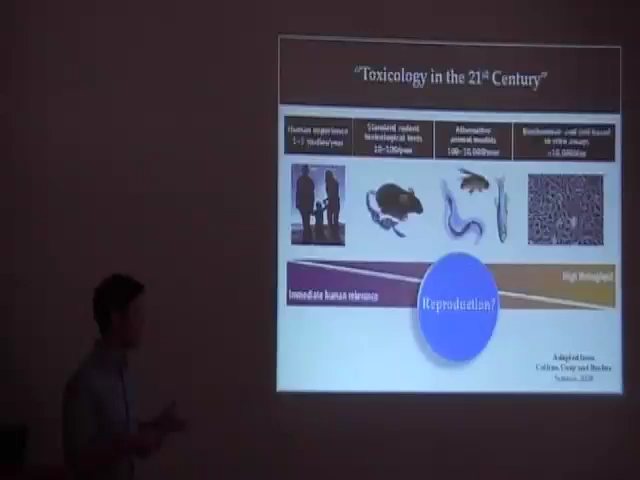 "Toxicology in the 21st Century"
Human experience
1-3 studies/year
Standard rodent
toxicological tests
10-100/year
Alternative
animal models
100-10,000/year
Biochemical- and cell-based
in vitro assays
>10,000/day
High throughput
Immediate human relevance
Reproduction?
Adapted from
Collins, Gray and Bucher
Science, 2008